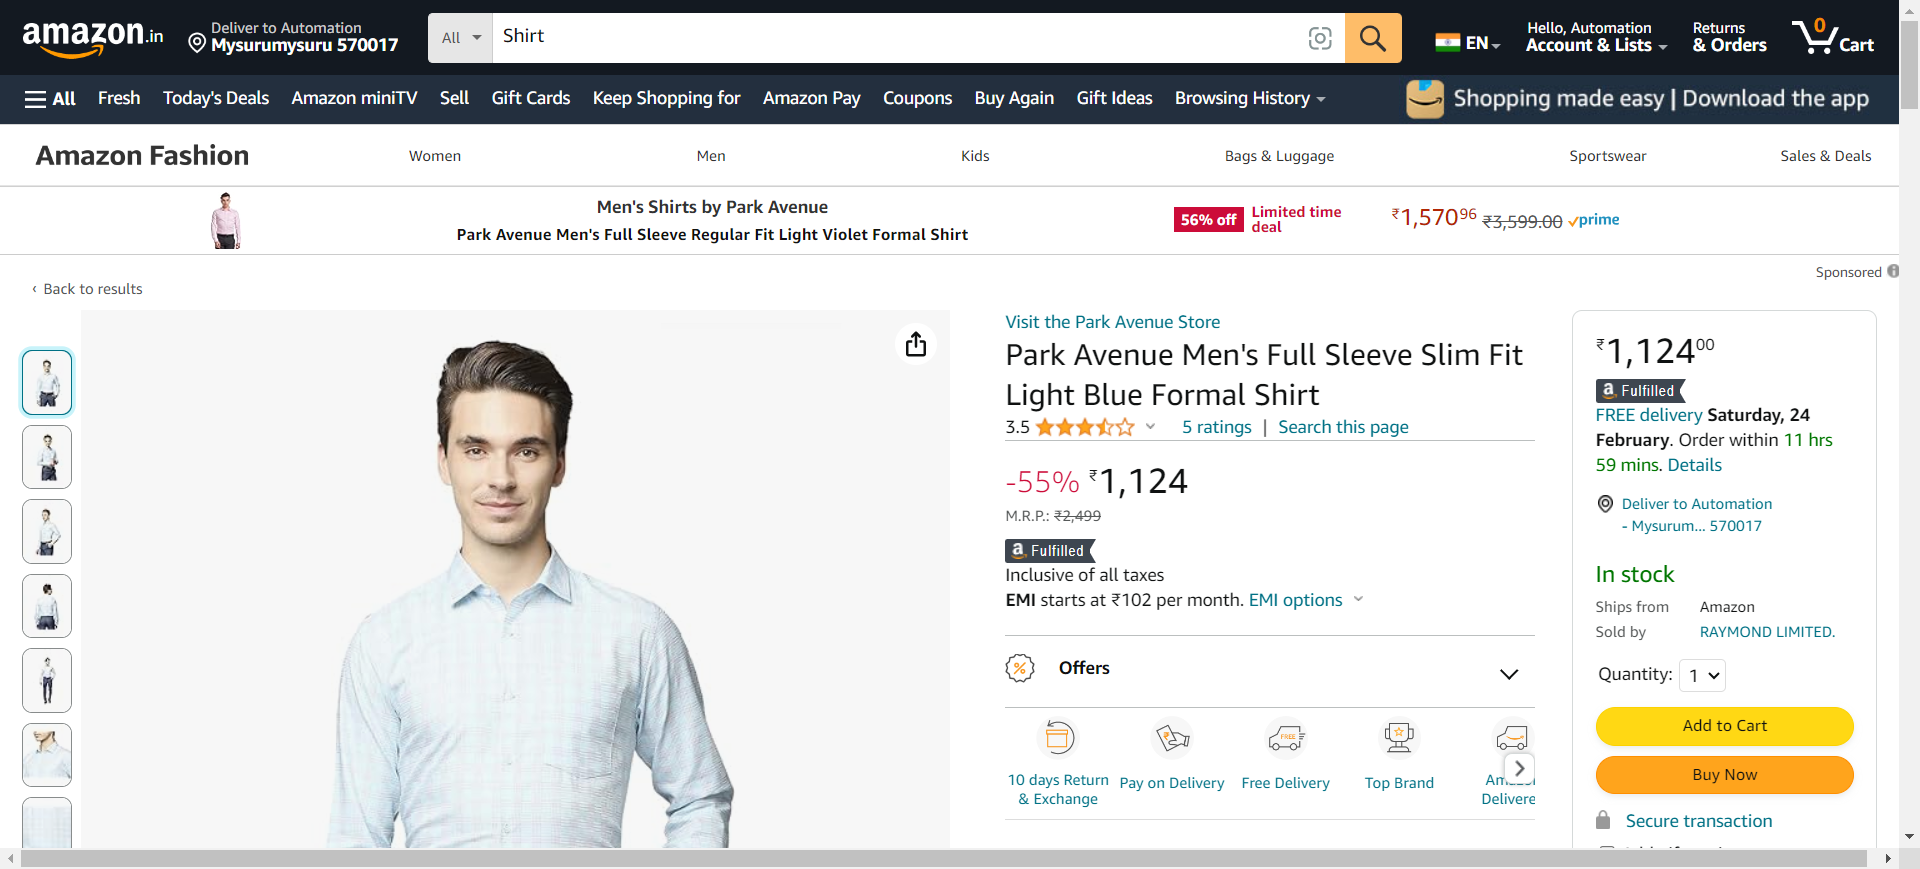 amazon.in
Deliver to Automation
Mysurumysuru 570017
All
Shirt
EN
Hello, Automation
Account & Lists
Returns
& Orders
0
Cart
All
Fresh
Today's Deals
Amazon miniTV
Sell
Gift Cards
Keep Shopping for
Amazon Pay
Coupons
Buy Again
Gift Ideas
Browsing History
Shopping made easy | Download the app
Amazon Fashion
Women
Men
Kids
Bags & Luggage
Sportswear
Sales & Deals
Men's Shirts by Park Avenue
Park Avenue Men's Full Sleeve Regular Fit Light Violet Formal Shirt
56% off
Limited time
deal
₹1,57096 ₹3,599.00 prime
Sponsored
‹ Back to results
Visit the Park Avenue Store
Park Avenue Men's Full Sleeve Slim Fit
Light Blue Formal Shirt
3.5
5 ratings | Search this page
-55% ₹1,124
M.R.P.: ₹2,499
a Fulfilled
Inclusive of all taxes
EMI starts at ₹102 per month. EMI options
Offers
10 days Return
& Exchange
Pay on Delivery
FREE
Free Delivery
Top Brand
Delivere
₹1,12400
a Fulfilled
FREE delivery Saturday, 24
February. Order within 11 hrs
59 mins. Details
Deliver to Automation
- Mysurum... 570017
In stock
Ships from Amazon
Sold by RAYMOND LIMITED.
Quantity: 1
Add to Cart
Buy Now
Secure transaction